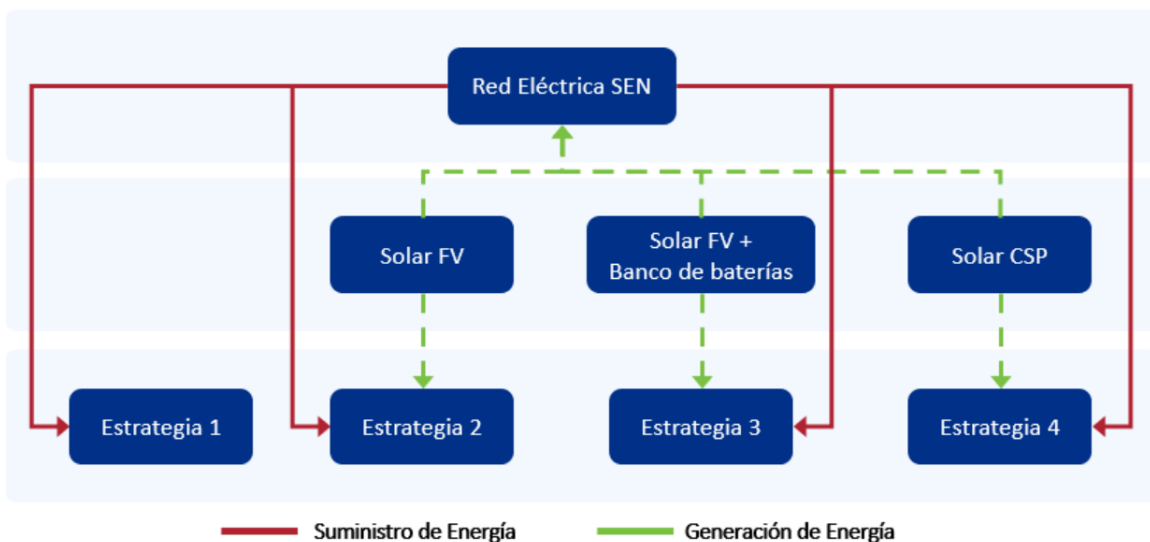 Red Eléctrica SEN
Solar FV
Solar FV +
Banco de baterías
Solar CSP
Estrategia 1
Estrategia 2
Estrategia 3
Estrategia 4
Suministro de Energía
Generación de Energía